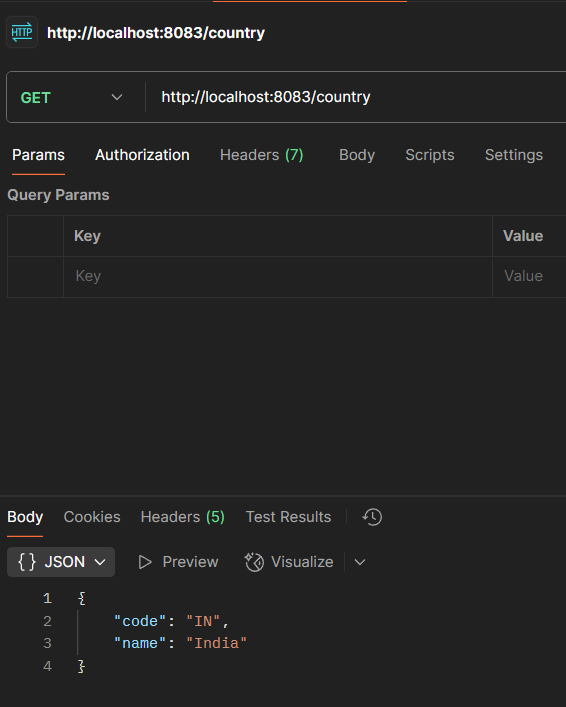 HTTP http://localhost:8083/country
GET http://localhost:8083/country
Params Authorization Headers (7) Body Scripts Settings
Query Params
Key Value
Key Value
Body Cookies Headers (5) Test Results
{} JSON Preview Visualize
1 {
2 "code": "IN",
3 "name": "India"
4 }